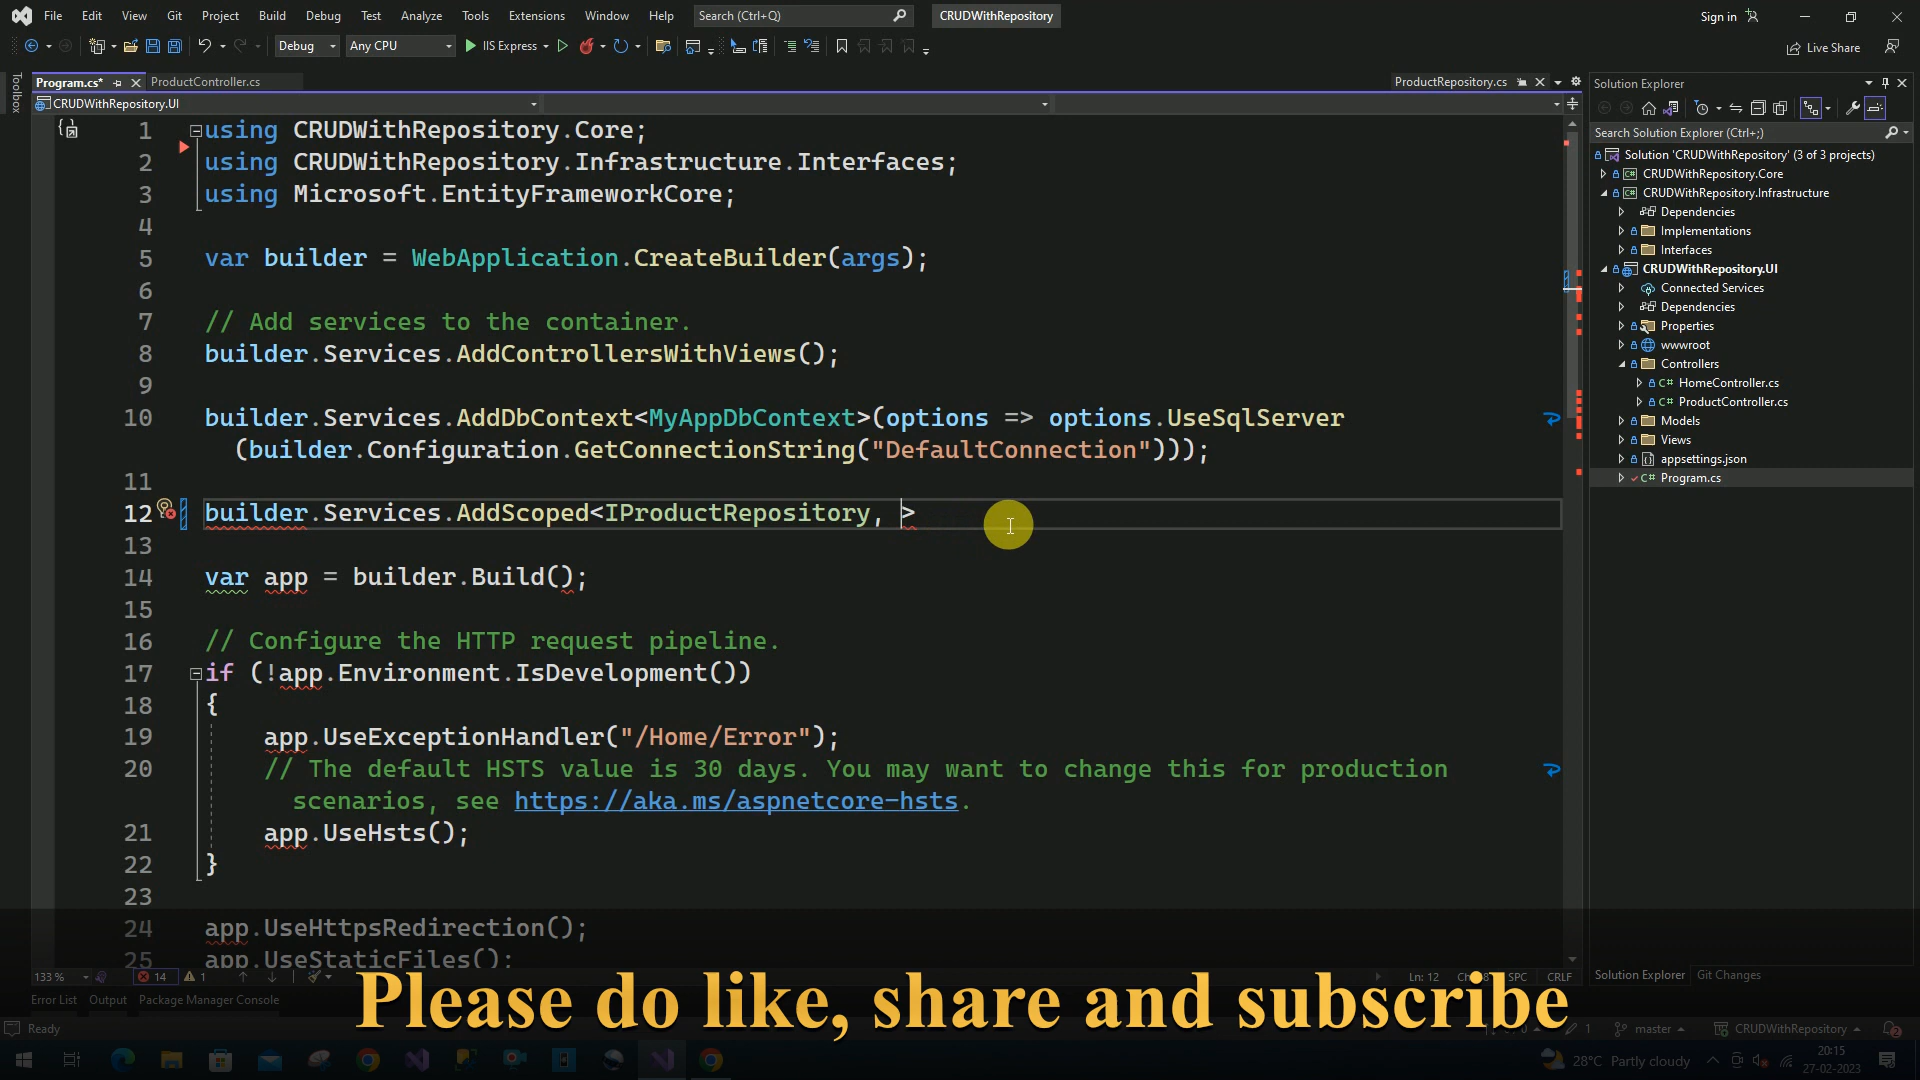 File Edit View Git Project Build Debug Test Analyze Tools Extensions Window Help Search (Ctrl+Q) CRUDWithRepository Sign in
Debug Any CPU IIS Express Live Share
Program.cs* ProductController.cs ProductRepository.cs
CRUDWithRepository.UI
Toolbox
1 using CRUDWithRepository.Core;
2 using CRUDWithRepository.Infrastructure.Interfaces;
3 using Microsoft.EntityFrameworkCore;
4
5 var builder = WebApplication.CreateBuilder(args);
6
7 // Add services to the container.
8 builder.Services.AddControllersWithViews();
9
10 builder.Services.AddDbContext<MyAppDbContext>(options => options.UseSqlServer
(builder.Configuration.GetConnectionString("DefaultConnection")));
11
12 builder.Services.AddScoped<IProductRepository, >
13
14 var app = builder.Build();
15
16 // Configure the HTTP request pipeline.
17 if (!app.Environment.IsDevelopment())
18 {
19 app.UseExceptionHandler("/Home/Error");
20 // The default HSTS value is 30 days. You may want to change this for production
scenarios, see https://aka.ms/aspnetcore-hsts.
21 app.UseHsts();
22 }
23
24 app.UseHttpsRedirection();
25 app.UseStaticFiles();
133 % 14 1 Ln: 12 SPC CRLF
Error List Output Package Manager Console
Solution Explorer
Search Solution Explorer (Ctrl+;)
Solution 'CRUDWithRepository' (3 of 3 projects)
CRUDWithRepository.Core
CRUDWithRepository.Infrastructure
Dependencies
Implementations
Interfaces
CRUDWithRepository.UI
Connected Services
Dependencies
Properties
wwwroot
Controllers
C# HomeController.cs
C# ProductController.cs
Models
Views
appsettings.json
C# Program.cs
Solution Explorer Git Changes
Please do like, share and subscribe
Ready 1 master CRUDWithRepository 2
28°C Partly cloudy 20:15
27-02-2023